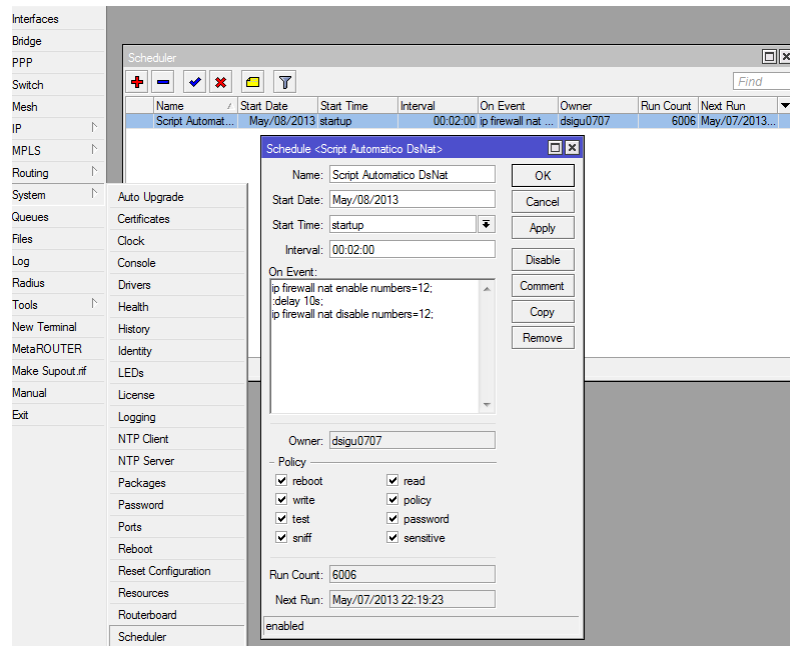 Interfaces
Bridge
PPP
Switch
Mesh
IP
MPLS
Routing
System
Queues
Files
Log
Radius
Tools
New Terminal
MetaROUTER
Make Supout.rif
Manual
Exit
Auto Upgrade
Certificates
Clock
Console
Drivers
Health
History
Identity
LEDs
License
Logging
NTP Client
NTP Server
Packages
Password
Ports
Reboot
Reset Configuration
Resources
Routerboard
Scheduler
Scheduler
Find
Name Start Date Start Time Interval On Event Owner Run Count Next Run
Script Automat... May/08/2013 startup 00:02:00 ip firewall nat ... dsigu0707 6006 May/07/2013...
Schedule <Script Automatico DsNat>
Name: Script Automatico DsNat
Start Date: May/08/2013
Start Time: startup
Interval: 00:02:00
On Event:
ip firewall nat enable numbers=12;
:delay 10s;
ip firewall nat disable numbers=12;
Owner: dsigu0707
Policy
reboot read
write policy
test password
sniff sensitive
Run Count: 6006
Next Run: May/07/2013 22:19:23
enabled
OK
Cancel
Apply
Disable
Comment
Copy
Remove